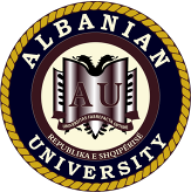 ALBANIAN
AU
REPUBLIKA E SHQIPËRISË
UNIVERSITY